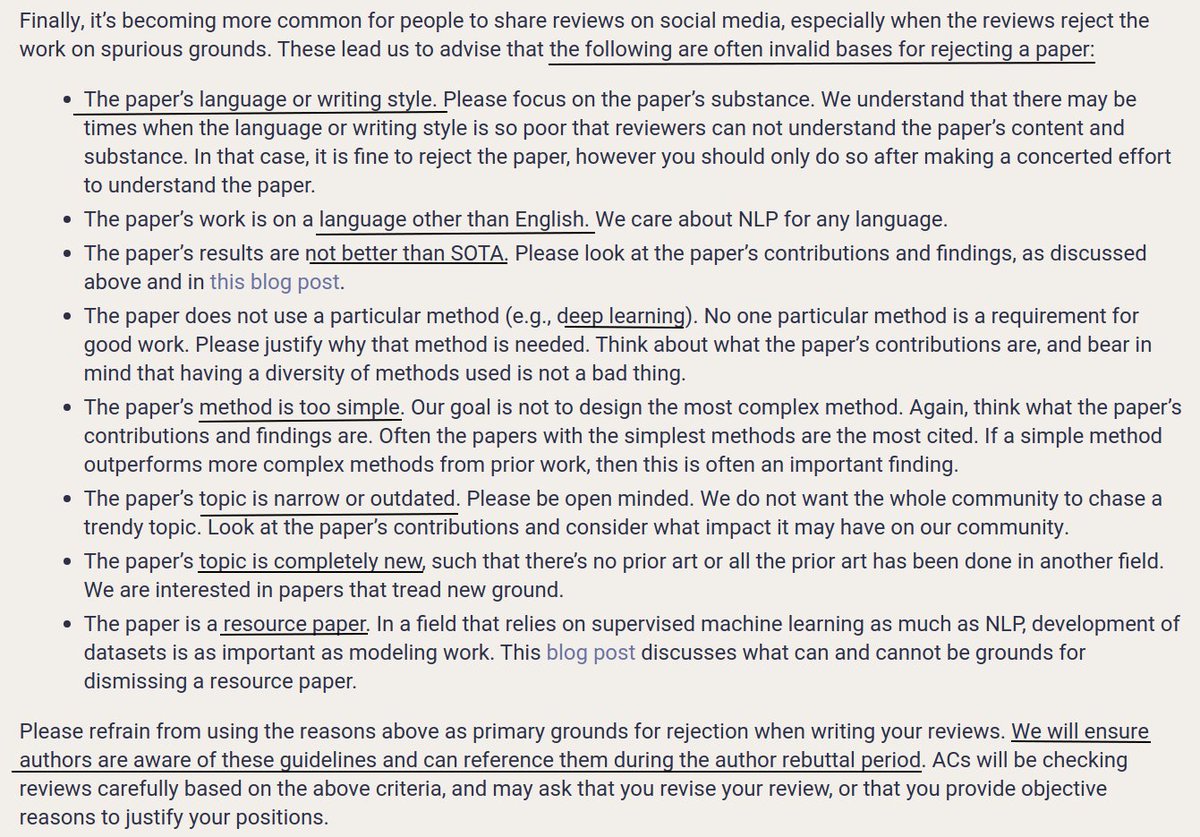 Finally, it’s becoming more common for people to share reviews on social media, especially when the reviews reject the
work on spurious grounds. These lead us to advise that the following are often invalid bases for rejecting a paper:
• The paper’s language or writing style. Please focus on the paper’s substance. We understand that there may be
times when the language or writing style is so poor that reviewers can not understand the paper’s content and
substance. In that case, it is fine to reject the paper, however you should only do so after making a concerted effort
to understand the paper.
• The paper’s work is on a language other than English. We care about NLP for any language.
• The paper’s results are not better than SOTA. Please look at the paper’s contributions and findings, as discussed
above and in this blog post.
• The paper does not use a particular method (e.g., deep learning). No one particular method is a requirement for
good work. Please justify why that method is needed. Think about what the paper’s contributions are, and bear in
mind that having a diversity of methods used is not a bad thing.
• The paper’s method is too simple. Our goal is not to design the most complex method. Again, think what the paper’s
contributions and findings are. Often the papers with the simplest methods are the most cited. If a simple method
outperforms more complex methods from prior work, then this is often an important finding.
• The paper’s topic is narrow or outdated. Please be open minded. We do not want the whole community to chase a
trendy topic. Look at the paper’s contributions and consider what impact it may have on our community.
• The paper’s topic is completely new, such that there’s no prior art or all the prior art has been done in another field.
We are interested in papers that tread new ground.
• The paper is a resource paper. In a field that relies on supervised machine learning as much as NLP, development of
datasets is as important as modeling work. This blog post discusses what can and cannot be grounds for
dismissing a resource paper.
Please refrain from using the reasons above as primary grounds for rejection when writing your reviews. We will ensure
authors are aware of these guidelines and can reference them during the author rebuttal period. ACs will be checking
reviews carefully based on the above criteria, and may ask that you revise your review, or that you provide objective
reasons to justify your positions.